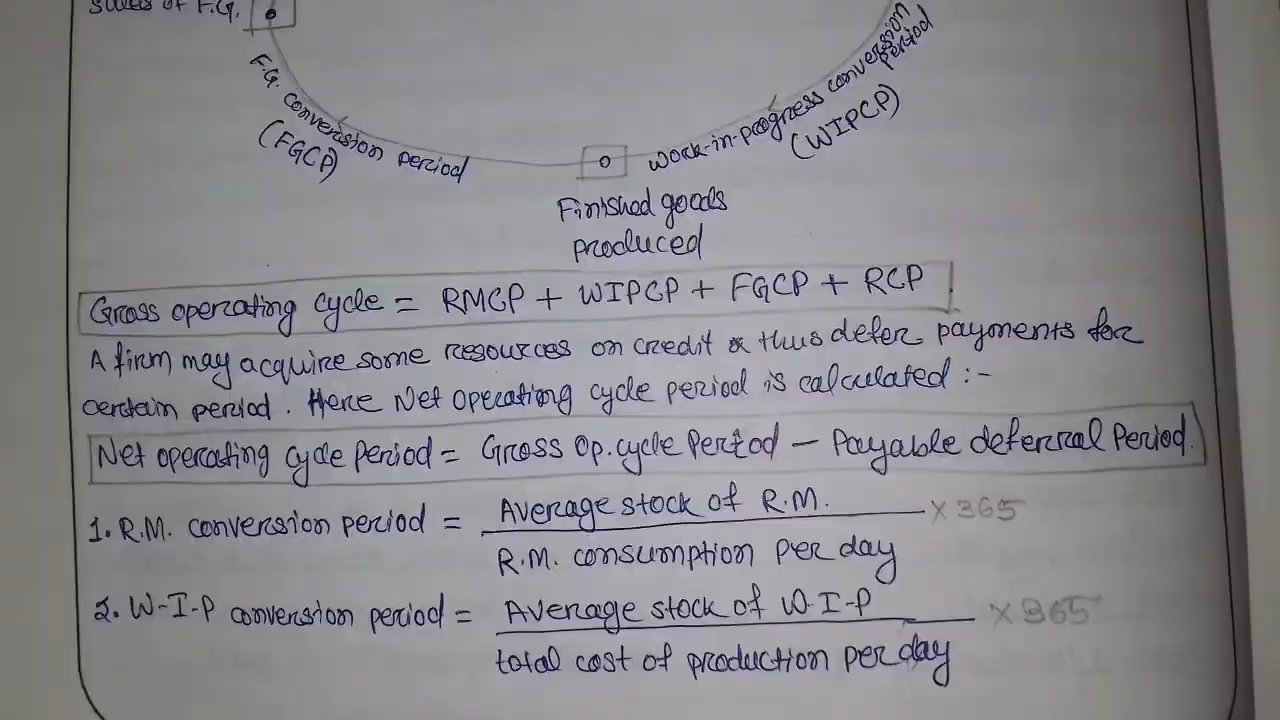 Sales of F.G.
F.G. conversion period
(FGCP)
Work-in-progress conversion period
(WIPCP)
Finished goods
produced
Gross operating cycle = RMCP + WIPCP + FGCP + RCP
A firm may acquire some resources on credit & thus defer payments for
certain period. Here Net Operating cycle period is calculated :-
Net operating cycle Period = Gross Op. cycle Period - Payable deferral Period.
1. R.M. conversion period = Average stock of R.M. / R.M. consumption per day × 365
2. W-I-P conversion period = Average stock of W.I-P / total cost of production per day × 365